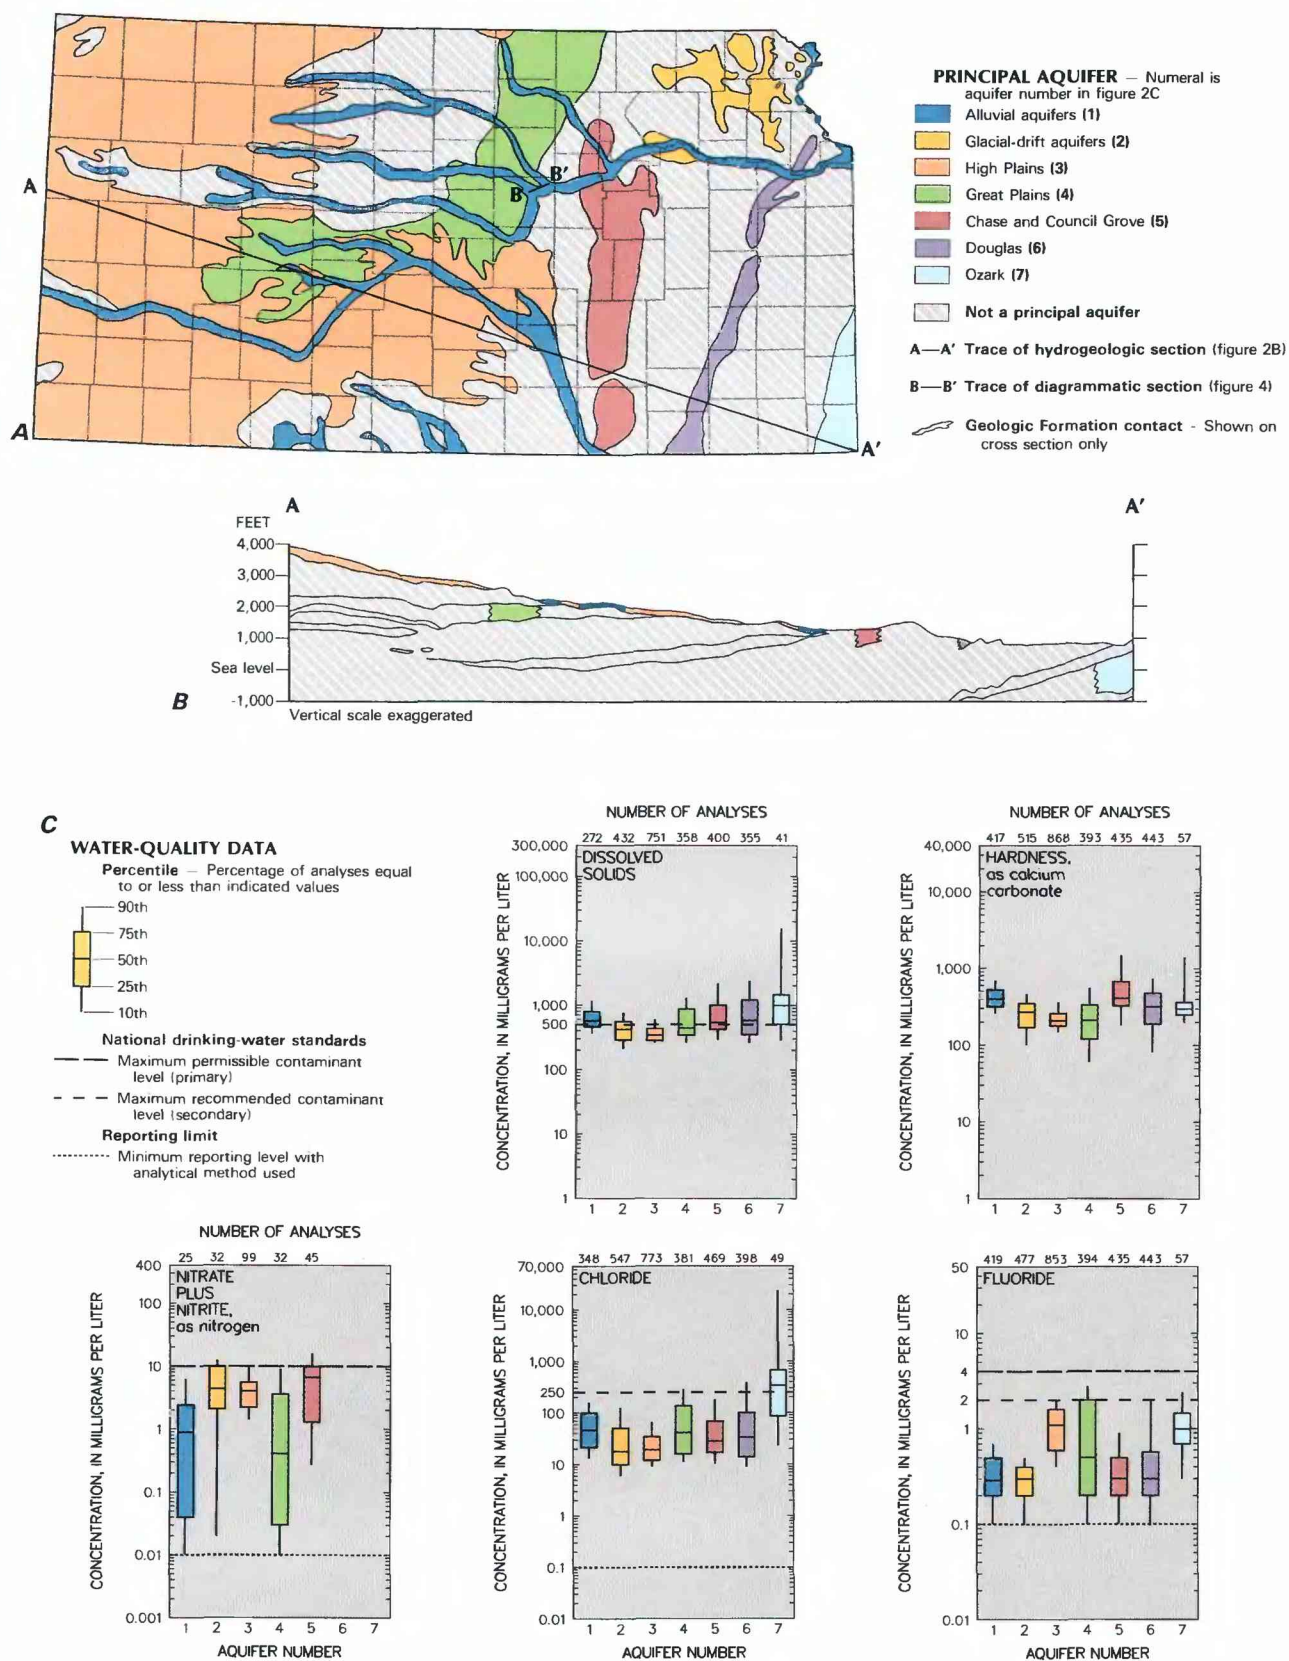 PRINCIPAL AQUIFER — Numeral is
aquifer number in figure 2C
Alluvial aquifers (1)
Glacial-drift aquifers (2)
High Plains (3)
Great Plains (4)
Chase and Council Grove (5)
Douglas (6)
Ozark (7)
Not a principal aquifer
A—A' Trace of hydrogeologic section (figure 2B)
B—B' Trace of diagrammatic section (figure 4)
Geologic Formation contact - Shown on
cross section only
A
B
B'
A'
A
A
A'
FEET
4,000
3,000
2,000
1,000
Sea level
-1,000
B
Vertical scale exaggerated
C
WATER-QUALITY DATA
Percentile — Percentage of analyses equal
to or less than indicated values
90th
75th
50th
25th
10th
National drinking-water standards
Maximum permissible contaminant
level (primary)
Maximum recommended contaminant
level (secondary)
Reporting limit
Minimum reporting level with
analytical method used
NUMBER OF ANALYSES
272 432 751 358 400 355 41
DISSOLVED
SOLIDS
CONCENTRATION, IN MILLIGRAMS PER LITER
300,000
100,000
10,000
1,000
500
100
10
1
1 2 3 4 5 6 7
NUMBER OF ANALYSES
417 515 868 393 435 443 57
HARDNESS,
as calcium
carbonate
CONCENTRATION, IN MILLIGRAMS PER LITER
40,000
10,000
1,000
100
10
1
1 2 3 4 5 6 7
NUMBER OF ANALYSES
25 32 99 32 45
NITRATE
PLUS
NITRITE,
as nitrogen
CONCENTRATION, IN MILLIGRAMS PER LITER
400
100
10
1
0.1
0.01
0.001
1 2 3 4 5 6 7
AQUIFER NUMBER
348 547 773 381 469 398 49
CHLORIDE
CONCENTRATION, IN MILLIGRAMS PER LITER
70,000
10,000
1,000
250
100
10
1
0.1
0.01
1 2 3 4 5 6 7
AQUIFER NUMBER
419 477 853 394 435 443 57
FLUORIDE
CONCENTRATION, IN MILLIGRAMS PER LITER
50
10
4
2
1
0.1
0.01
1 2 3 4 5 6 7
AQUIFER NUMBER